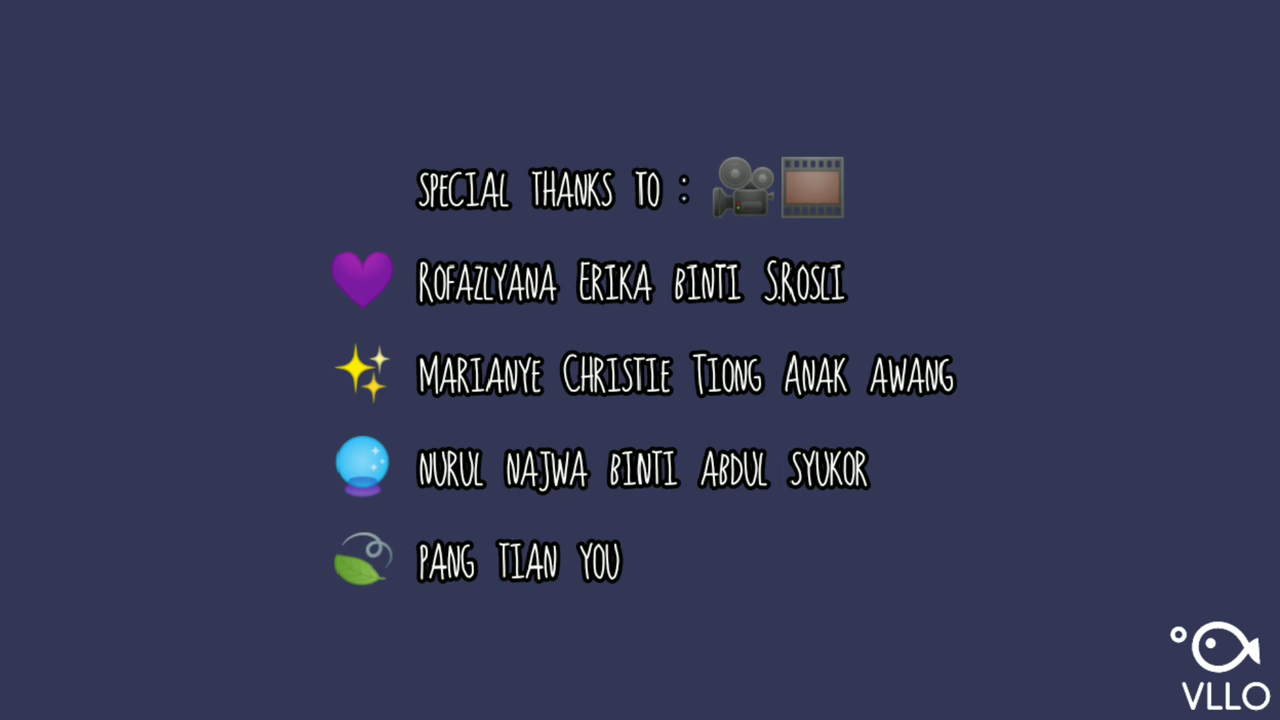 SPECIAL THANKS TO : 🎥🎞️
💜 ROFAZLYANA ERIKA BINTI S.ROSLI
✨ MARIANYE CHRISTIE TIONG ANAK AWANG
🔮 NURUL NAJWA BINTI ABDUL SYUKOR
🍃 PANG TIAN YOU
VLLO